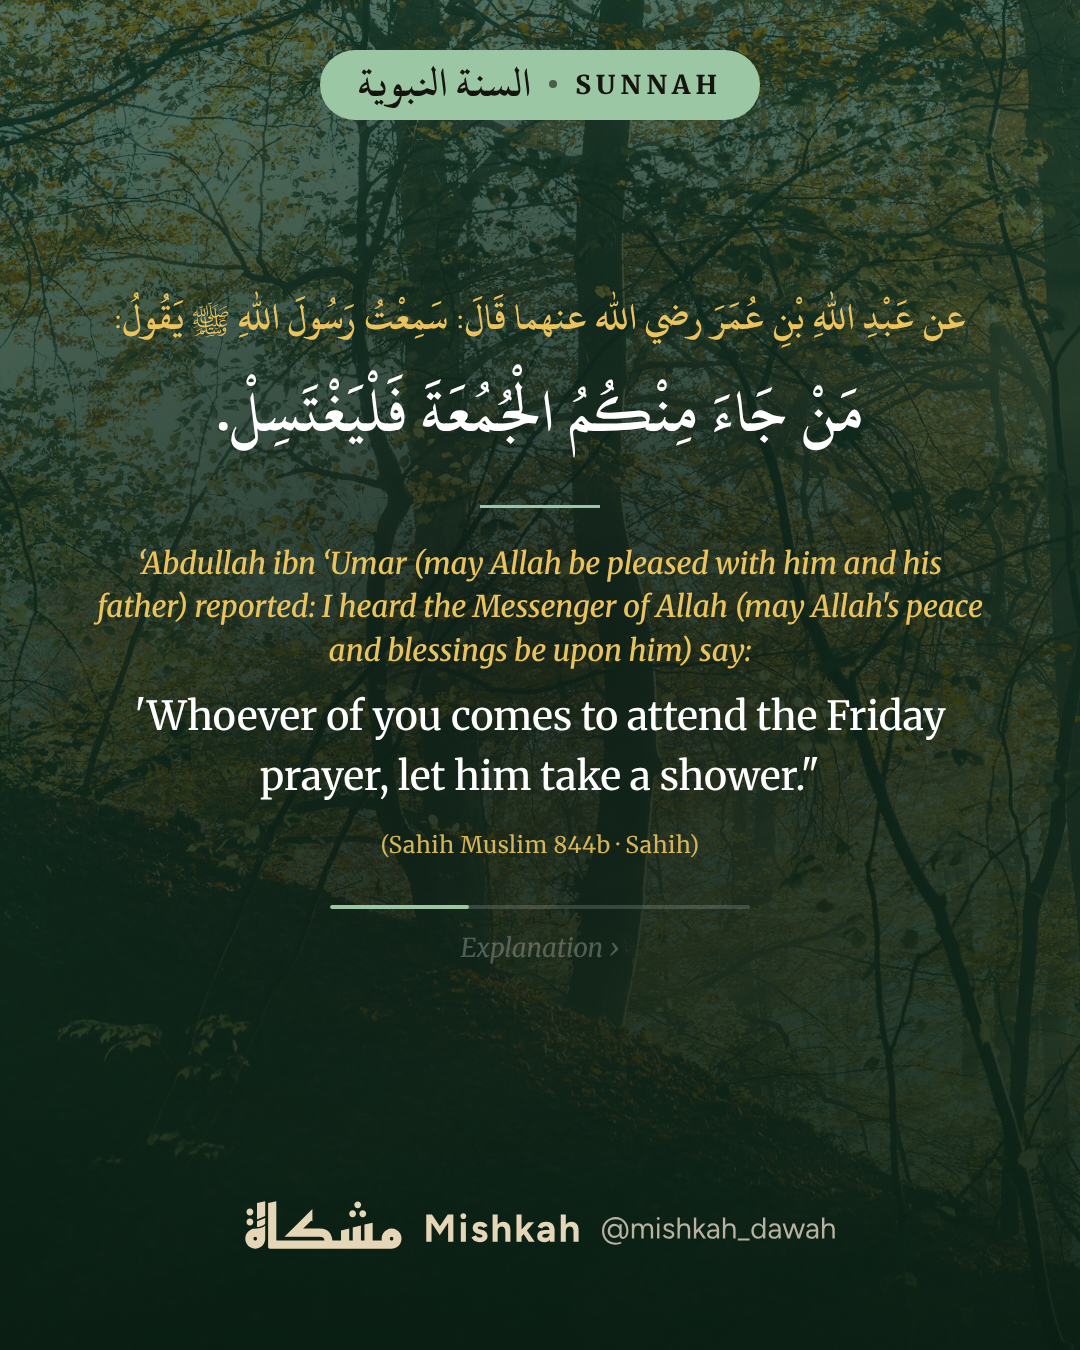 السنة النبوية • SUNNAH
عن عَبْدِ اللهِ بْنِ عُمَرَ رضي الله عنهما قَالَ: سَمِعْتُ رَسُولَ اللهِ ﷺ يَقُولُ:
مَنْ جَاءَ مِنْكُمُ الْجُمُعَةَ فَلْيَغْتَسِلْ.
‘Abdullah ibn ‘Umar (may Allah be pleased with him and his
father) reported: I heard the Messenger of Allah (may Allah's peace
and blessings be upon him) say:
'Whoever of you comes to attend the Friday
prayer, let him take a shower."
(Sahih Muslim 844b · Sahih)
Explanation ›
مشكاة Mishkah @mishkah_dawah